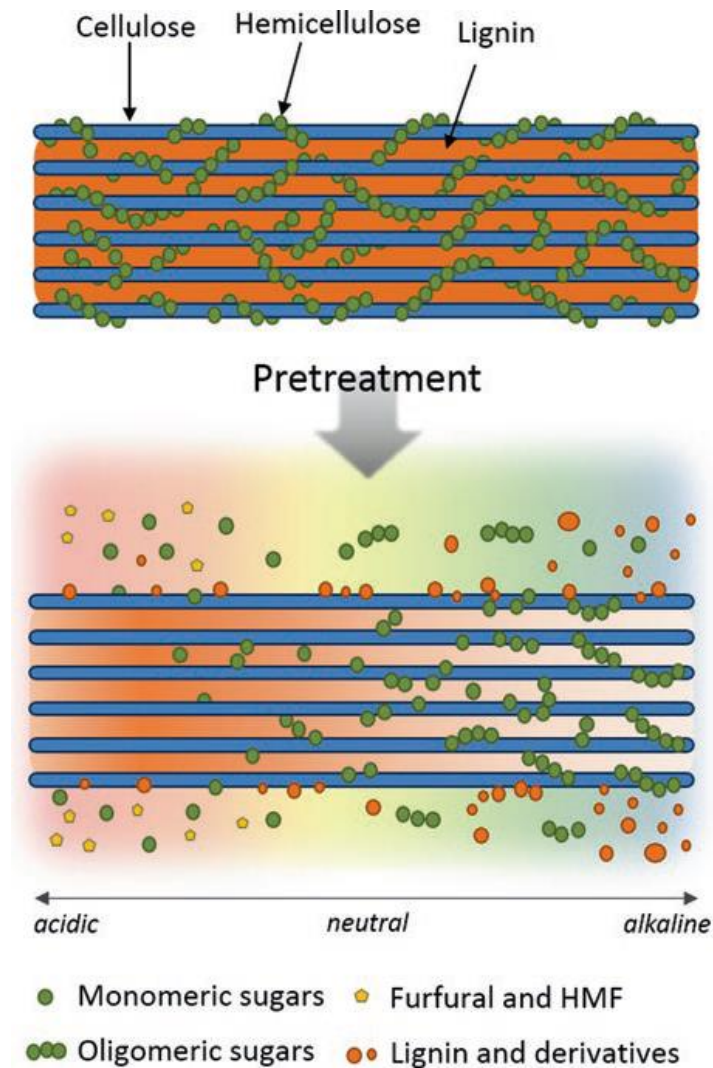 Cellulose Hemicellulose Lignin
Pretreatment
acidic neutral alkaline
Monomeric sugars Furfural and HMF
Oligomeric sugars Lignin and derivatives